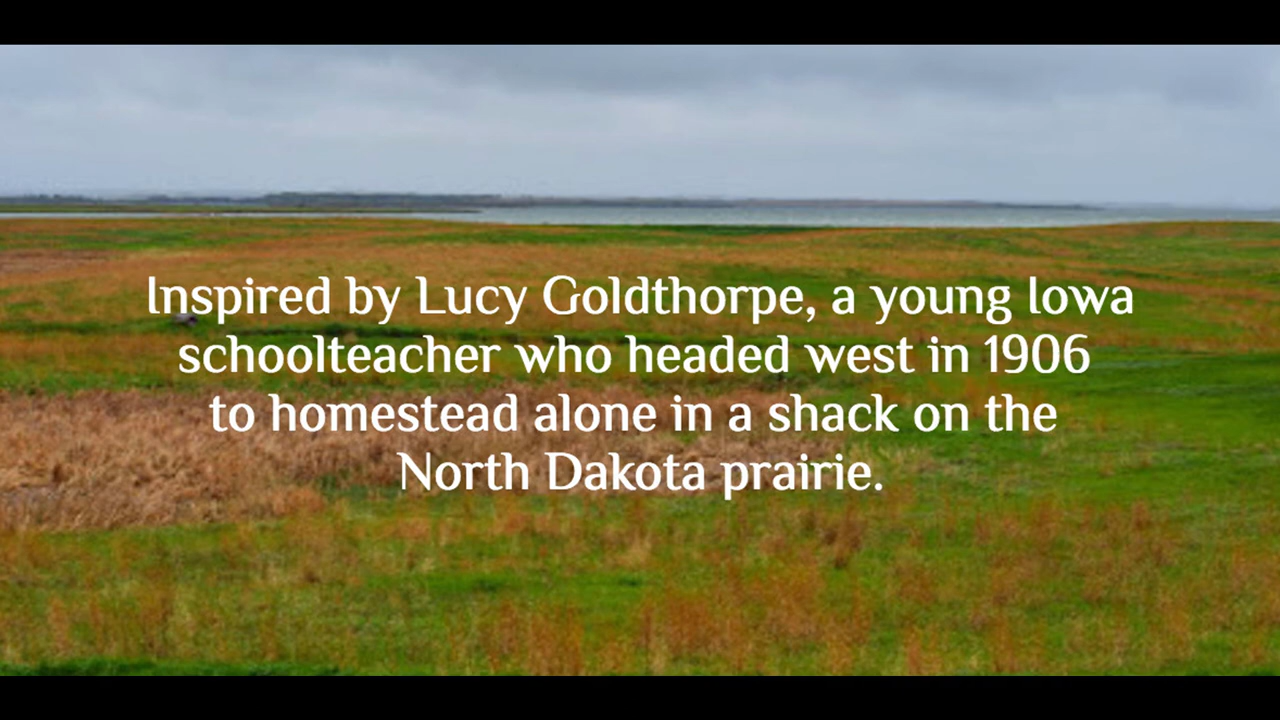 Inspired by Lucy Goldthorpe, a young Iowa
schoolteacher who headed west in 1906
to homestead alone in a shack on the
North Dakota prairie.